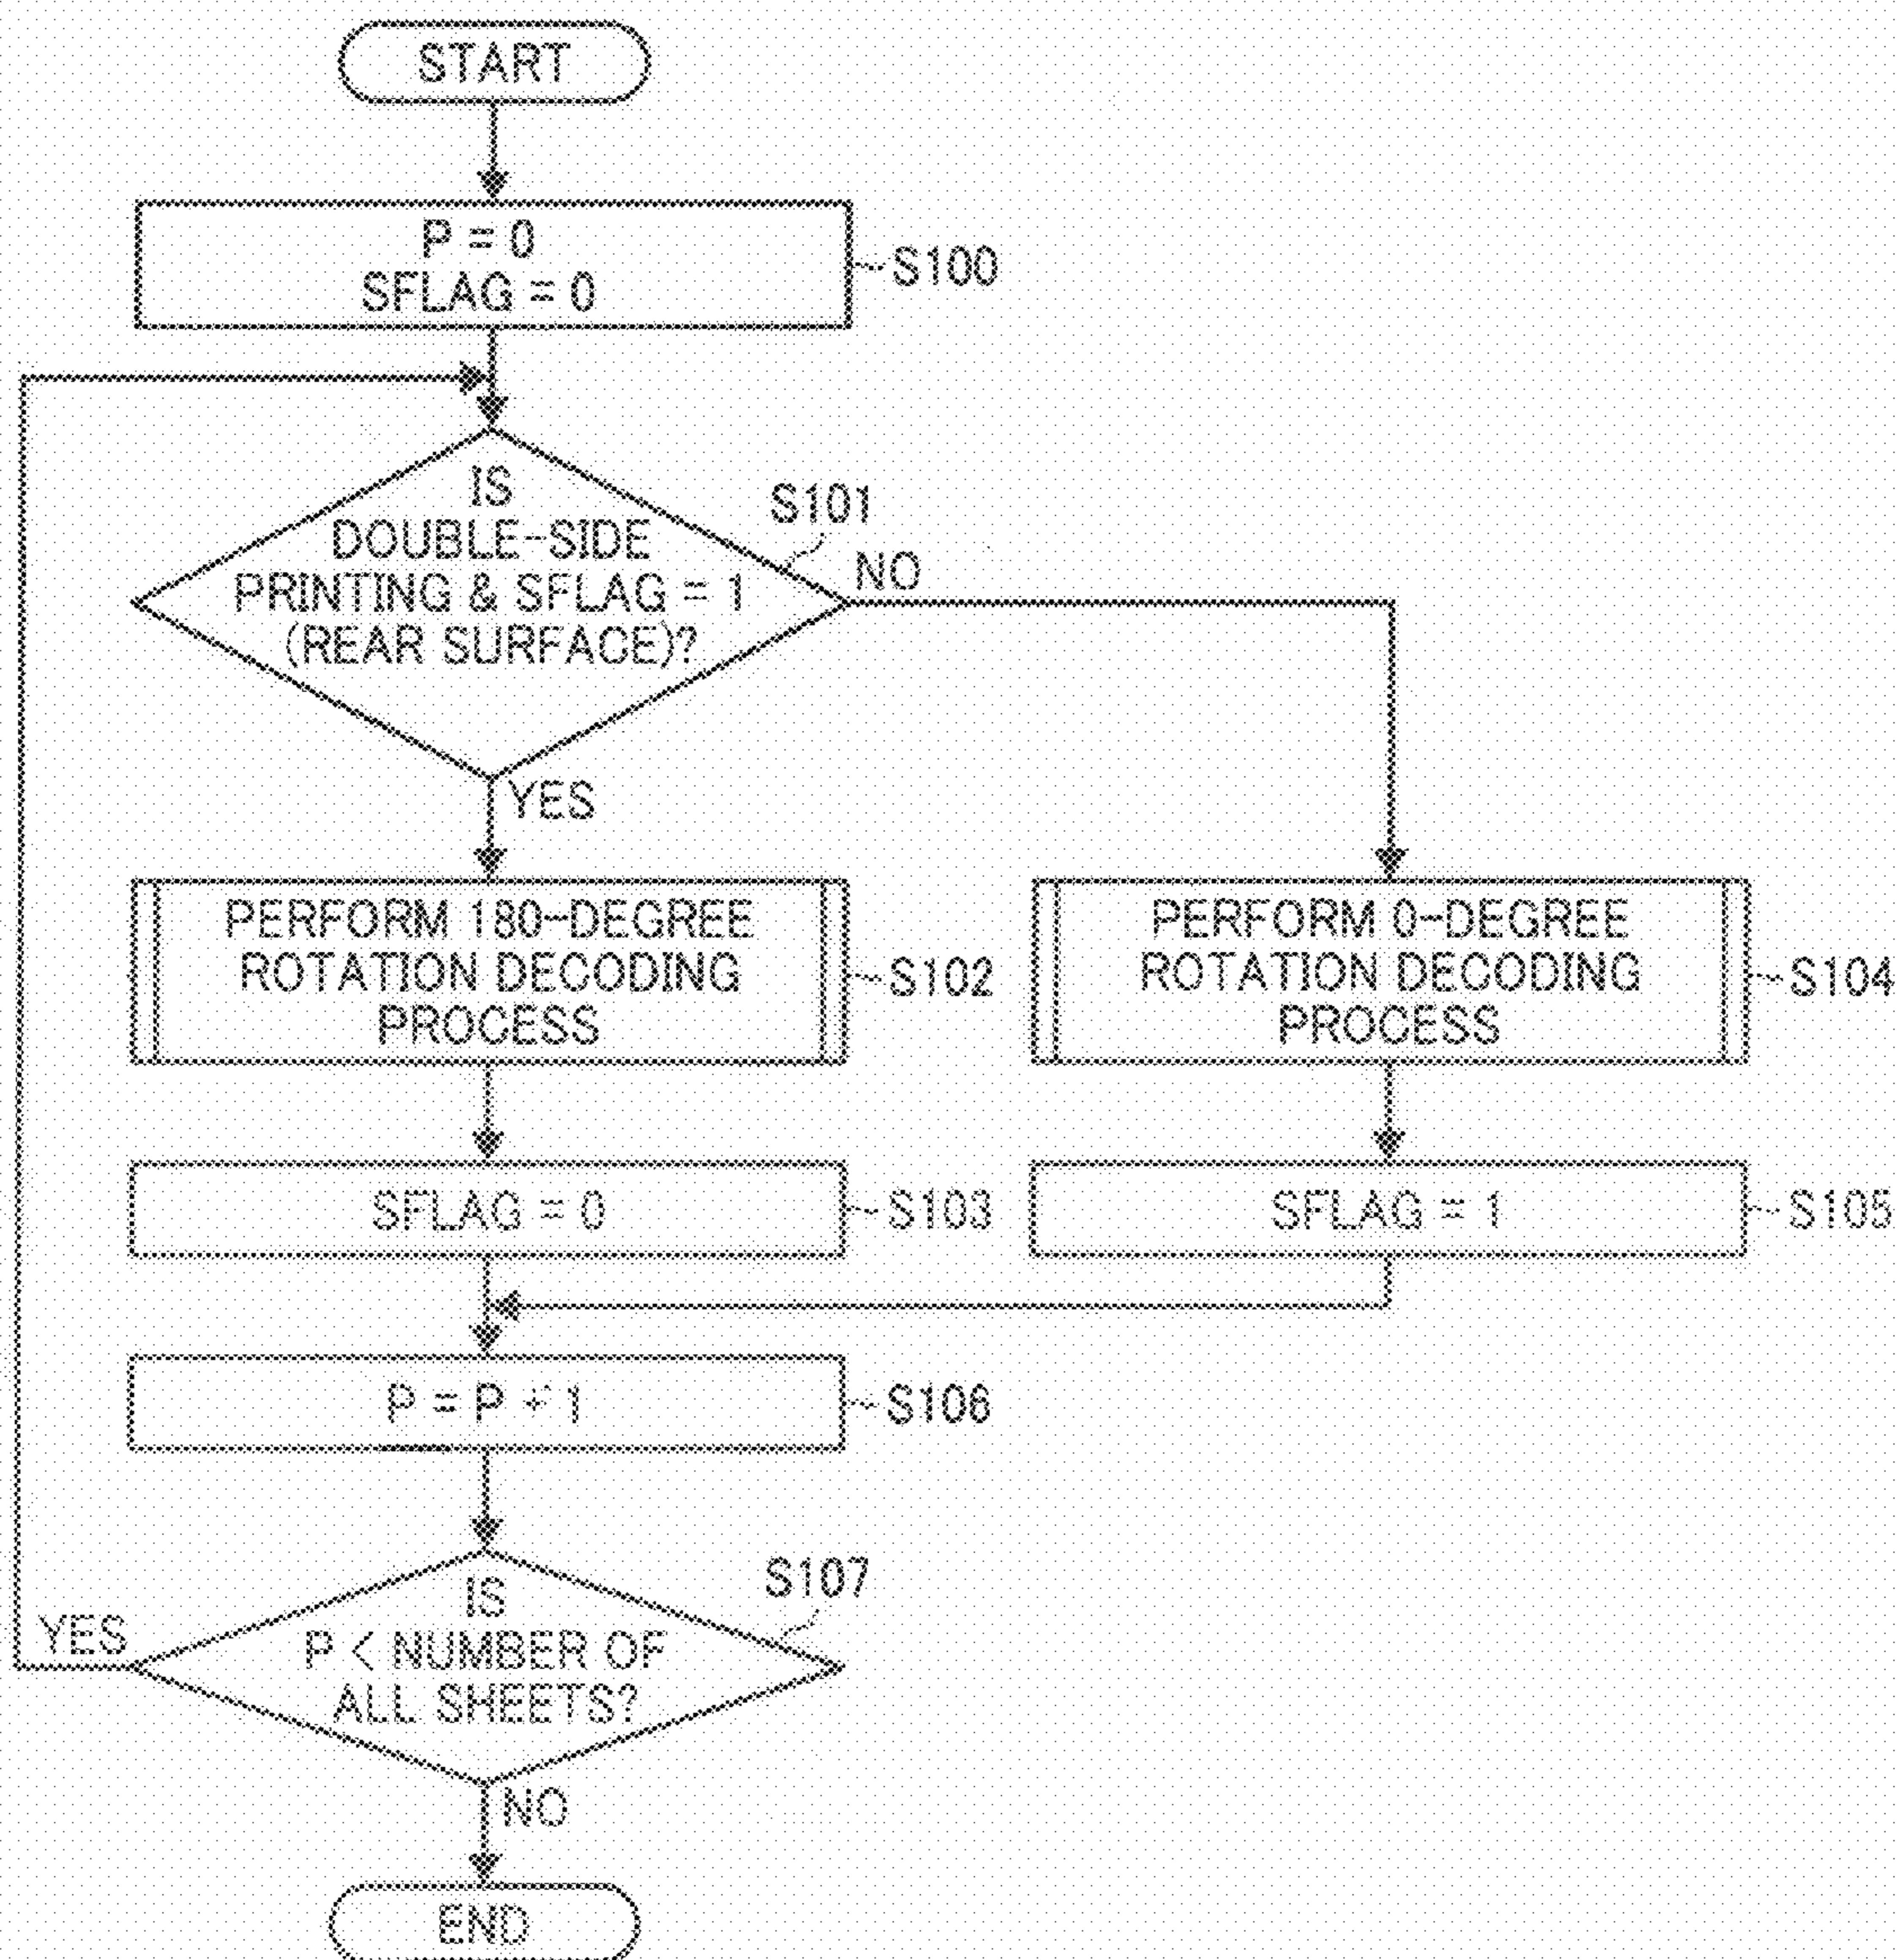 START
P = 0
SFLAG = 0
S100
IS
DOUBLE-SIDE
PRINTING & SFLAG = 1
(REAR SURFACE)?
S101
NO
YES
PERFORM 180-DEGREE
ROTATION DECODING
PROCESS
S102
PERFORM 0-DEGREE
ROTATION DECODING
PROCESS
S104
SFLAG = 0
S103
SFLAG = 1
S105
P = P + 1
S106
IS
P < NUMBER OF
ALL SHEETS?
S107
YES
NO
END